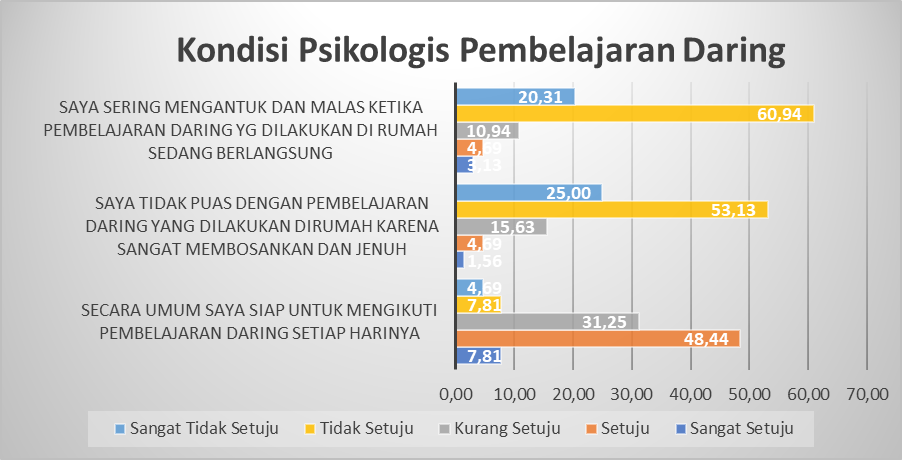 Kondisi Psikologis Pembelajaran Daring
SAYA SERING MENGANTUK DAN MALAS KETIKA
PEMBELAJARAN DARING YG DILAKUKAN DI RUMAH
SEDANG BERLANGSUNG
20,31
60,94
10,94
4,69
3,13
SAYA TIDAK PUAS DENGAN PEMBELAJARAN
DARING YANG DILAKUKAN DIRUMAH KARENA
SANGAT MEMBOSANKAN DAN JENUH
25,00
53,13
15,63
4,69
1,56
SECARA UMUM SAYA SIAP UNTUK MENGIKUTI
PEMBELAJARAN DARING SETIAP HARINYA
4,69
7,81
31,25
48,44
7,81
0,00 10,00 20,00 30,00 40,00 50,00 60,00 70,00
Sangat Tidak Setuju Tidak Setuju Kurang Setuju Setuju Sangat Setuju